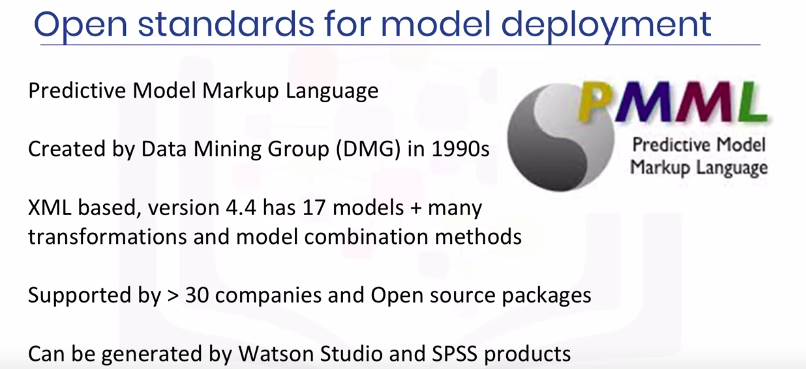 Open standards for model deployment
Predictive Model Markup Language
PMML
Predictive Model
Markup Language
Created by Data Mining Group (DMG) in 1990s
XML based, version 4.4 has 17 models + many
transformations and model combination methods
Supported by > 30 companies and Open source packages
Can be generated by Watson Studio and SPSS products